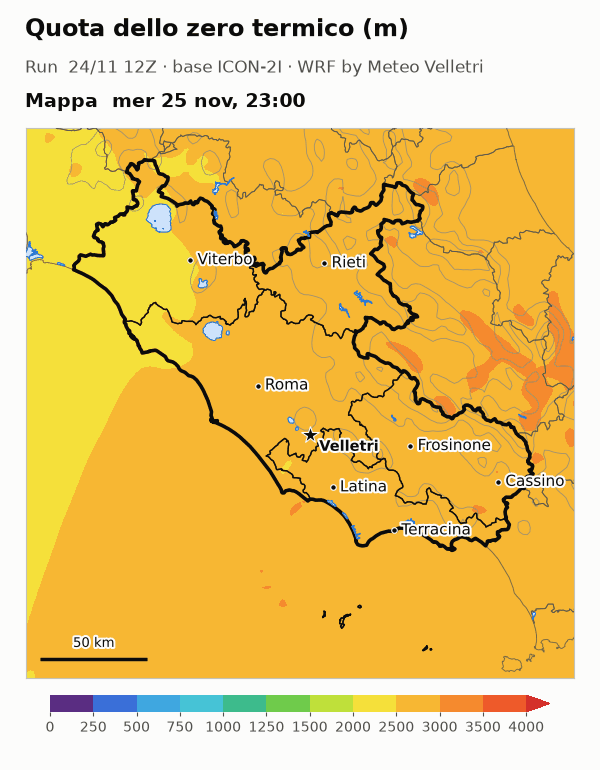 Quota dello zero termico (m)
Run  24/11 12Z · base ICON-2I · WRF by Meteo Velletri
Mappa  mer 25 nov, 23:00
Viterbo
Rieti
Roma
Velletri
Frosinone
Latina
Cassino
Terracina
50 km
0 250 500 750 1000 1250 1500 2000 2500 3000 3500 4000